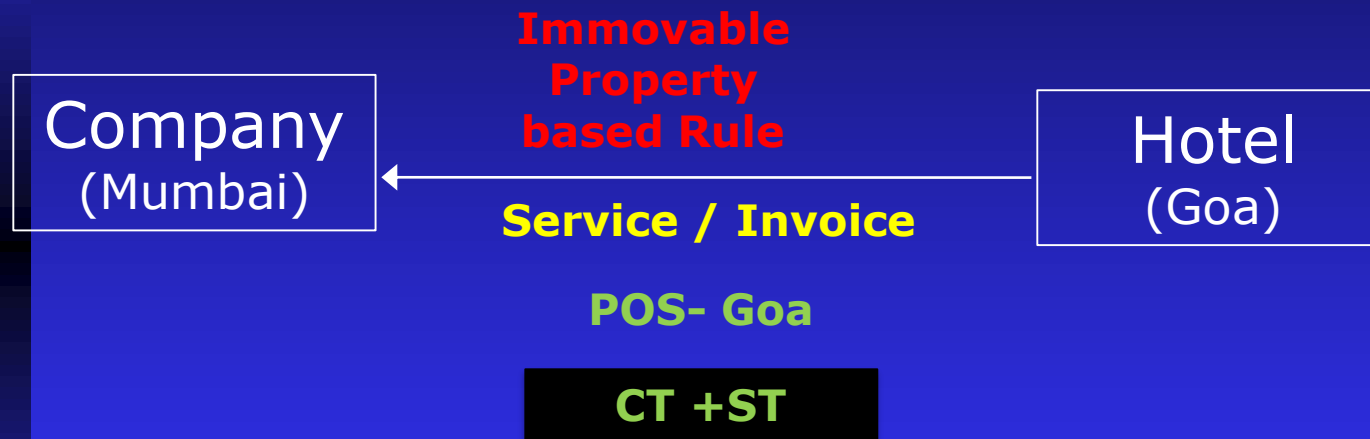 Immovable
Property
based Rule
Company
(Mumbai)
Hotel
(Goa)
Service / Invoice
POS- Goa
CT +ST